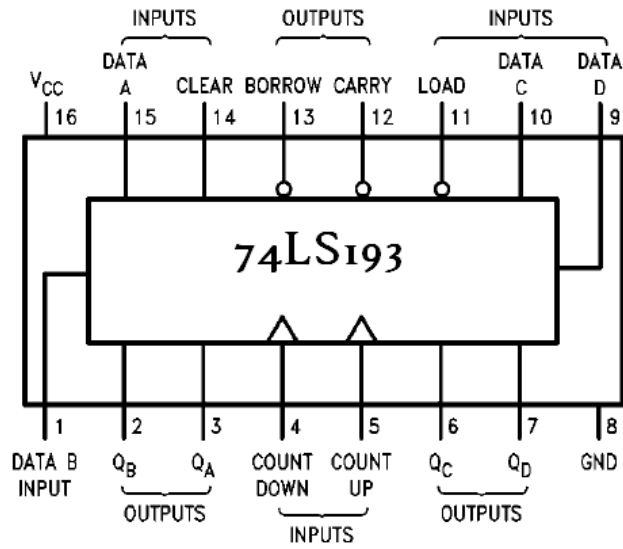 INPUTS OUTPUTS INPUTS
DATA DATA DATA
VCC A CLEAR BORROW CARRY LOAD C D
16 15 14 13 12 11 10 9
74LS193
1 2 3 4 5 6 7 8
DATA B QB QA COUNT COUNT QC QD GND
INPUT DOWN UP
OUTPUTS OUTPUTS
INPUTS